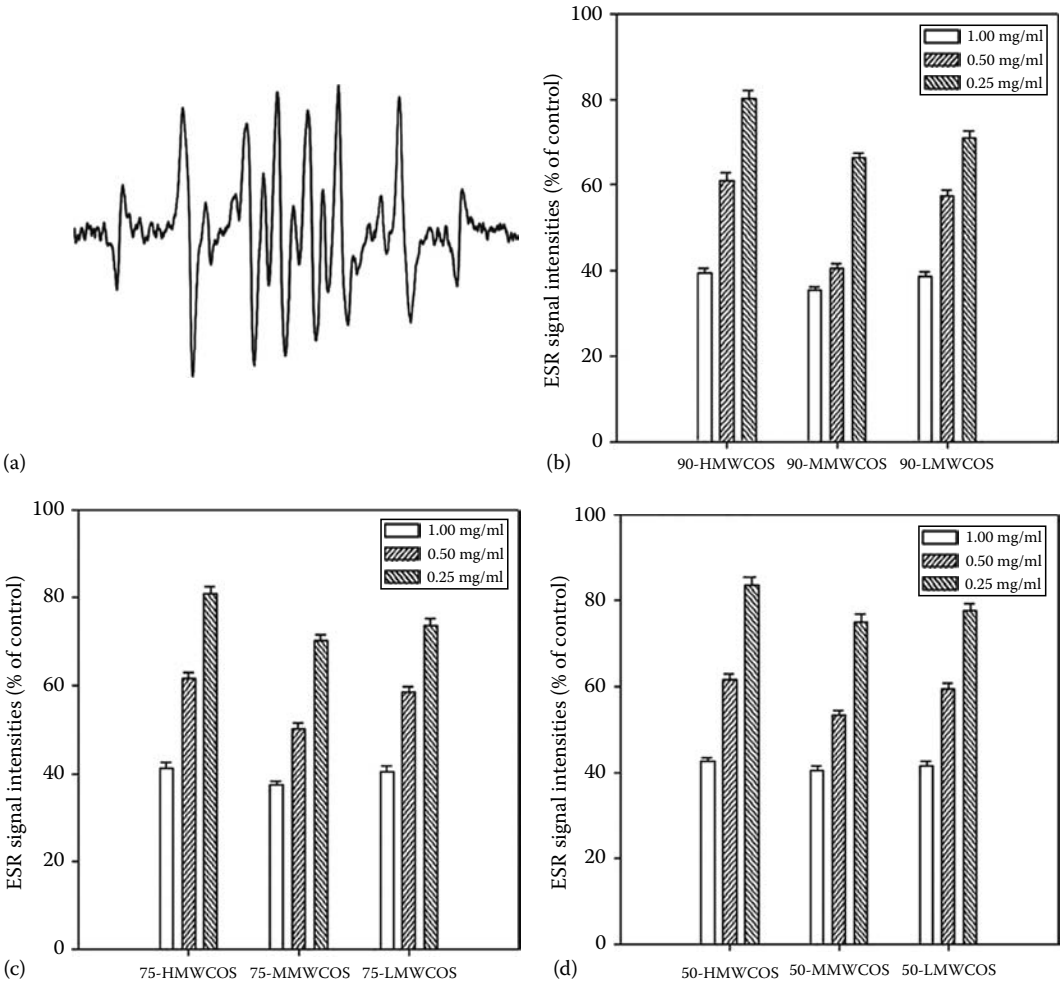 (a)
ESR signal intensities (% of control)
100
80
60
40
20
0
1.00 mg/ml
0.50 mg/ml
0.25 mg/ml
90-HMWCOS 90-MMWCOS 90-LMWCOS
(b)
ESR signal intensities (% of control)
100
80
60
40
20
0
1.00 mg/ml
0.50 mg/ml
0.25 mg/ml
75-HMWCOS 75-MMWCOS 75-LMWCOS
(c)
ESR signal intensities (% of control)
100
80
60
40
20
0
1.00 mg/ml
0.50 mg/ml
0.25 mg/ml
50-HMWCOS 50-MMWCOS 50-LMWCOS
(d)